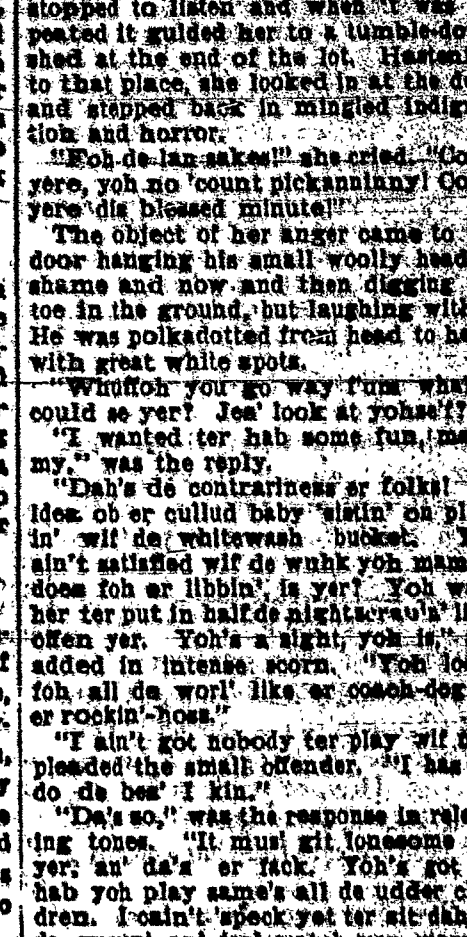 stopped to listen and when it was
peated it guided her to a tumble-do
shed at the end of the lot. Hasten
to that place, she looked in at the d
and stepped back in mingled indig
tion and horror.
"Foh de lan sakes!" she cried. "Co
yere, yoh no 'count pickanninny! Co
yere dis blessed minute!"
The object of her anger came to
door hanging his small woolly head
shame and now and then digging
toe in the ground, but laughing with
He was polkadotted from head to he
with great white spots.
"Whuffoh you go way f'um wha
could se yer? Jes' look at yohse'f?
"I wanted ter hab some fun, ma
my," was the reply.
"Dah's de contrariness er folks!
Idea ob er cullud baby 'sistin' on pl
in' wif de whitewash bucket.
ain't satisfied wif de wuhk yoh mam
does foh er libbin', is yer? Yoh w
her ter put in half de night 
offen yer. Yoh's a sight, yoh is,"
added in intense scorn. "Yoh lo
foh all de worl' like er coach-dog
er rockin'-hoss."
"I ain't got nobody ter play wif
pleaded the small offender. "I has
do de bes' I kin."
"Da's so," was the response in rele
ing tones. "It mus' git lonesome
yer, an' da's er fack. Yoh's got
hab yoh play same's all de udder c
dren. I cain't 'speck yet ter sit dah